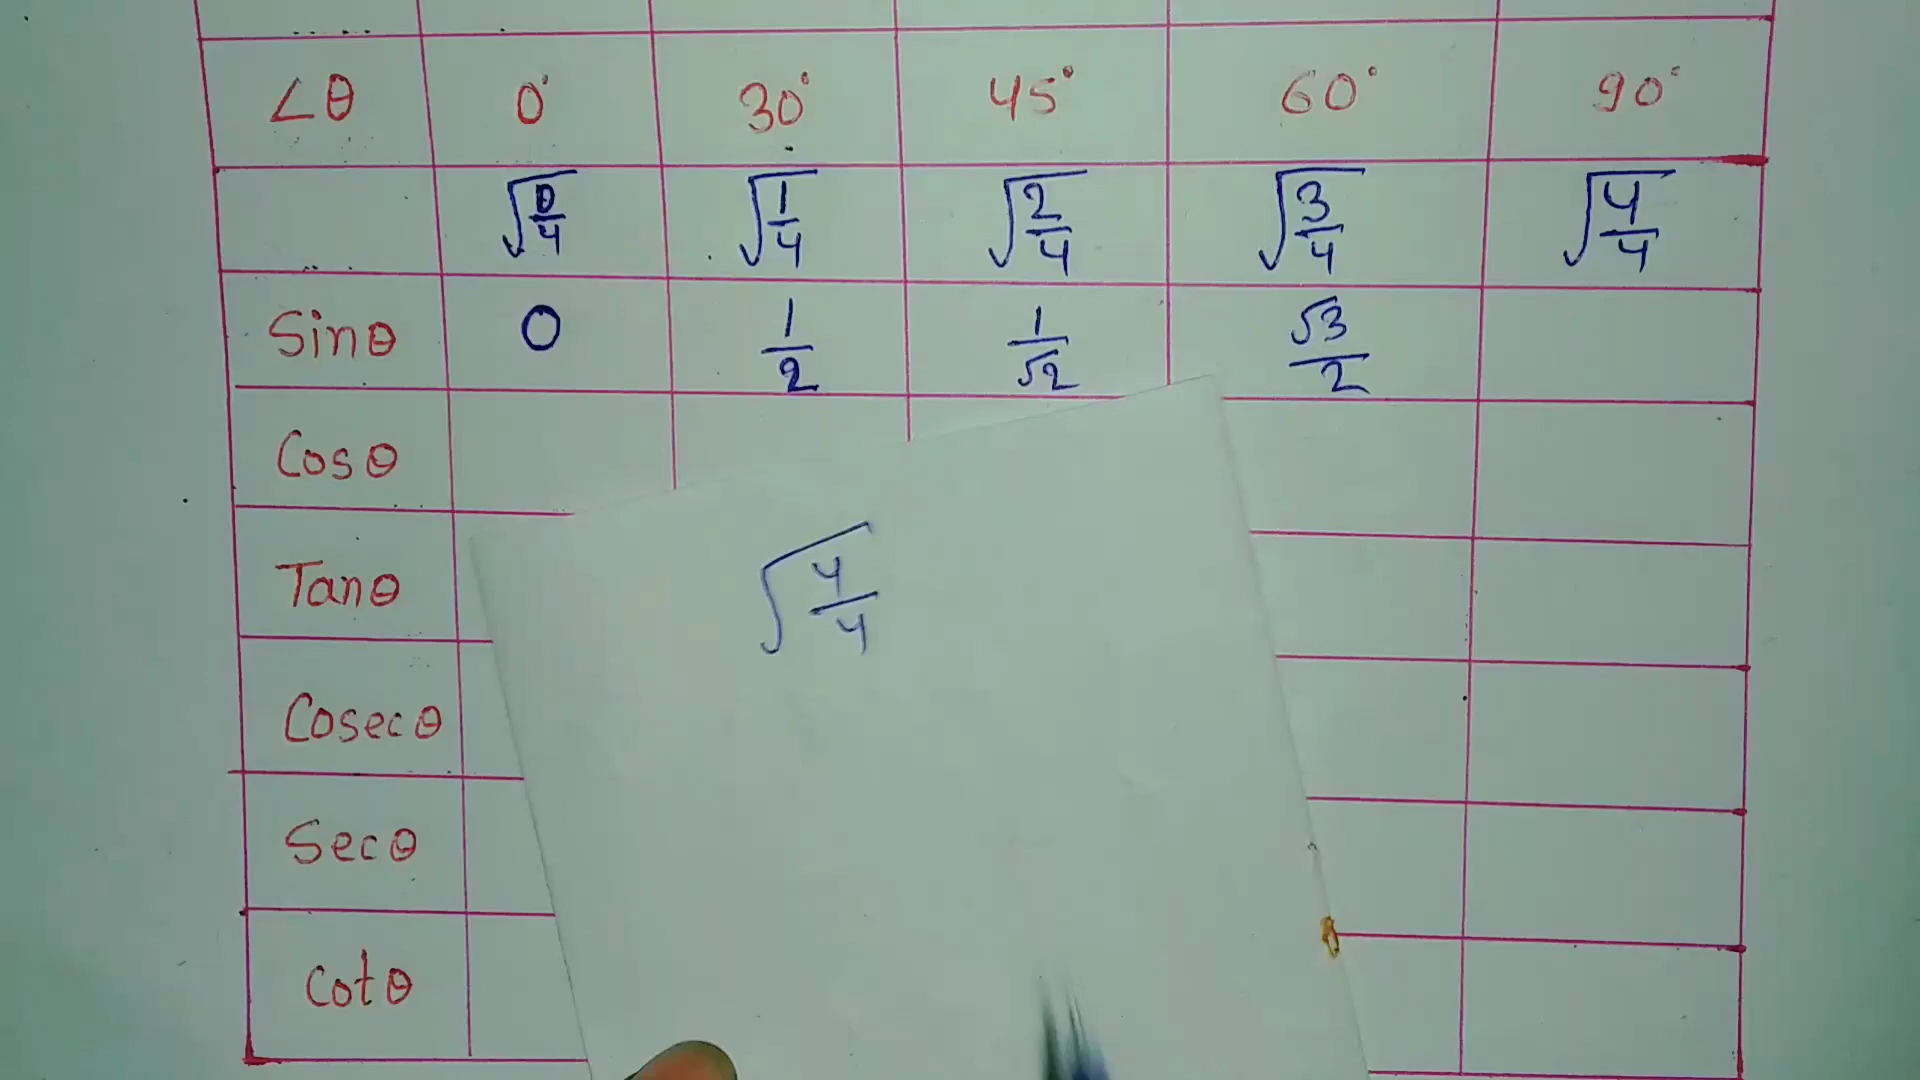 ∠θ 0° 30° 45° 60° 90°
√0/4 √1/4 √2/4 √3/4 √4/4
Sinθ 0 1/2 1/√2 √3/2
Cosθ
Tanθ
√4/4
Cosecθ
Secθ
Cotθ